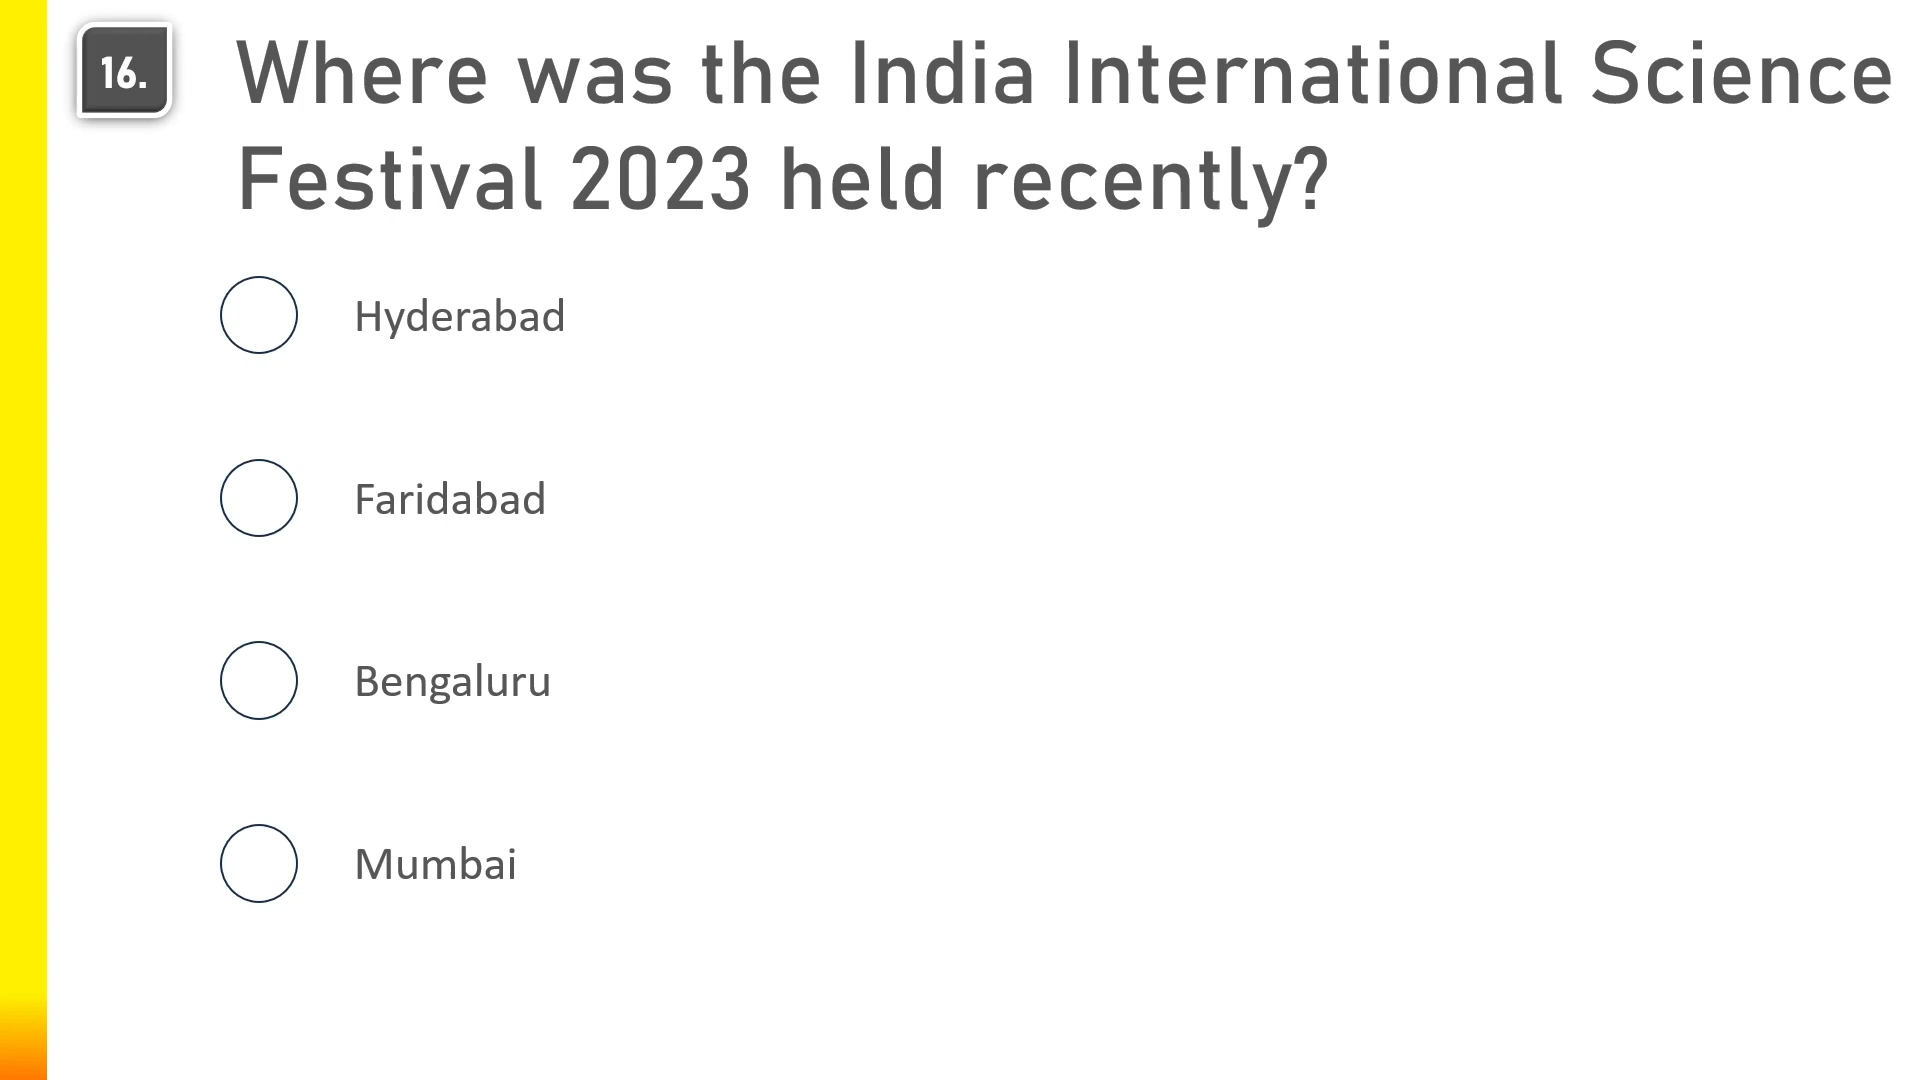 16.
Where was the India International Science
Festival 2023 held recently?
Hyderabad
Faridabad
Bengaluru
Mumbai